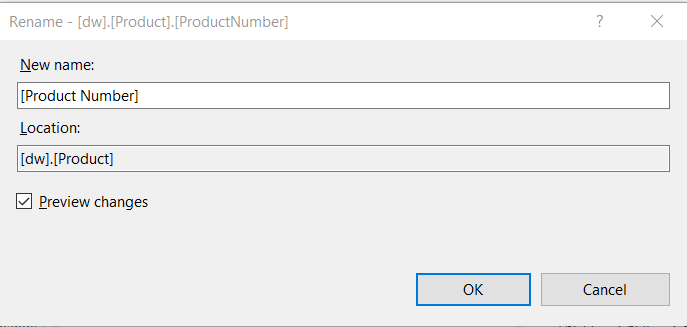 Rename - [dw].[Product].[ProductNumber]
?
New name:
[Product Number]
Location:
[dw].[Product]
Preview changes
OK
Cancel